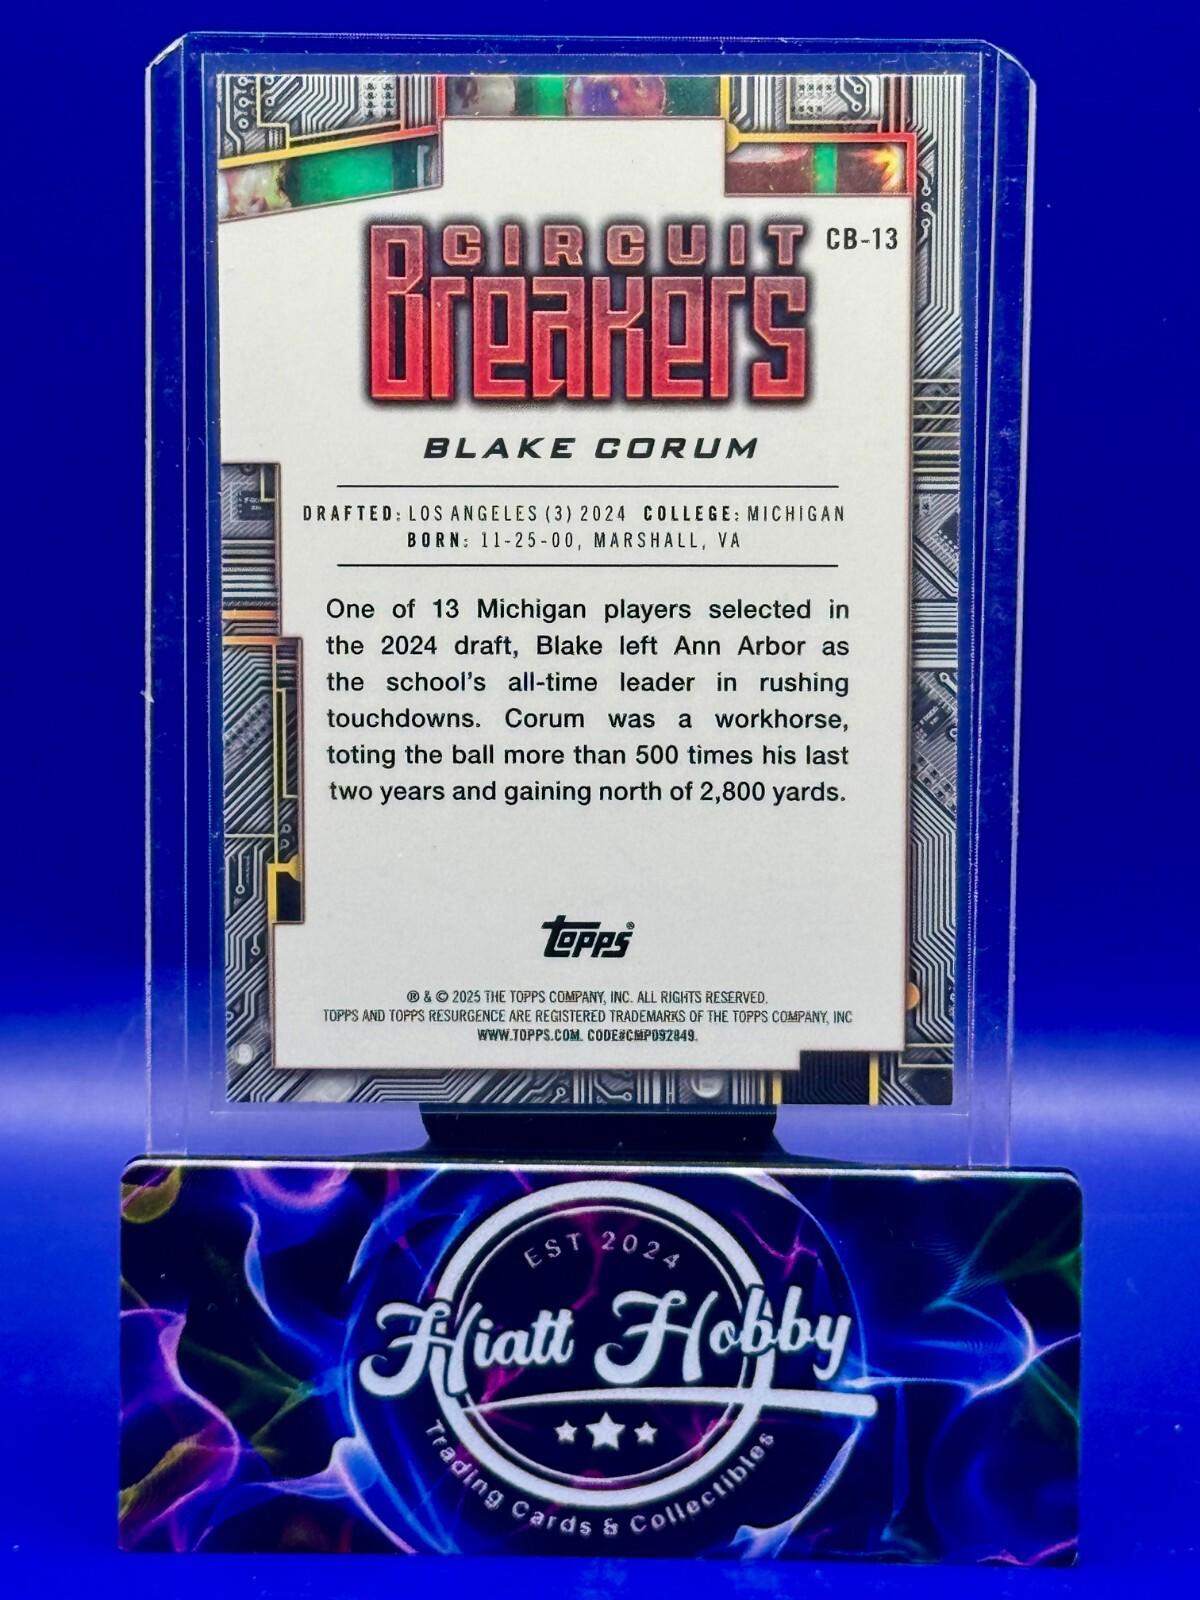 CIRCUIT
Breakers
CB-13
BLAKE CORUM
DRAFTED: LOS ANGELES (3) 2024 COLLEGE: MICHIGAN
BORN: 11-25-00, MARSHALL, VA
One of 13 Michigan players selected in
the 2024 draft, Blake left Ann Arbor as
the school's all-time leader in rushing
touchdowns. Corum was a workhorse,
toting the ball more than 500 times his last
two years and gaining north of 2,800 yards.
Topps®
® & © 2025 THE TOPPS COMPANY, INC. ALL RIGHTS RESERVED.
TOPPS AND TOPPS RESURGENCE ARE REGISTERED TRADEMARKS OF THE TOPPS COMPANY, INC
WWW.TOPPS.COM. CODE#CMP092849.
EST 2024
Hiatt Hobby
Trading Cards & Collectibles